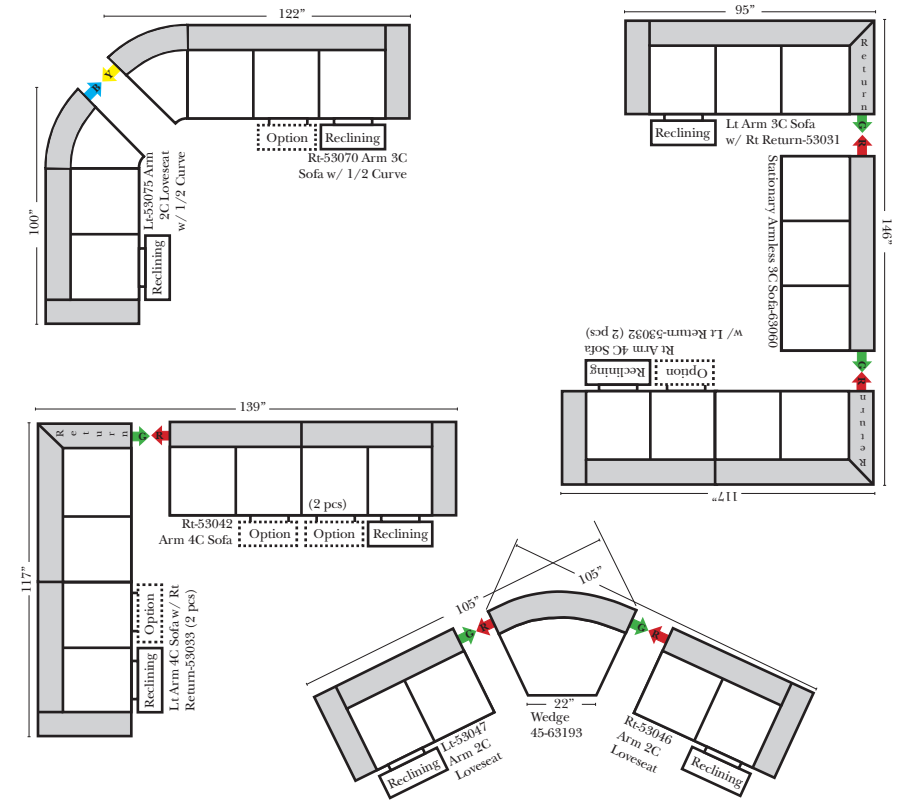 122”
B
Y
Option
Reclining
Rt-53070 Arm 3C
Sofa w/ 1/2 Curve
100”
Lt-53075 Arm
2C Loveseat
w/ 1/2 Curve
Reclining
95”
Return
Reclining
Lt Arm 3C Sofa
w/ Rt Return-53031
G
R
Stationary Armless 3C Sofa-63060
146”
G
R
Rt Arm 4C Sofa
w/ Lt Return-53032 (2 pcs)
Reclining
Option
Return
117”
139”
Return
G
R
(2 pcs)
Rt-53042
Arm 4C Sofa
Option
Option
Reclining
117”
Option
Reclining
Lt Arm 4C Sofa w/ Rt
Return-53033 (2 pcs)
105”
105”
G
R
G
R
22”
Wedge
45-63193
Lt-53047
Arm 2C
Loveseat
Reclining
Rt-53046
Arm 2C
Loveseat
Reclining